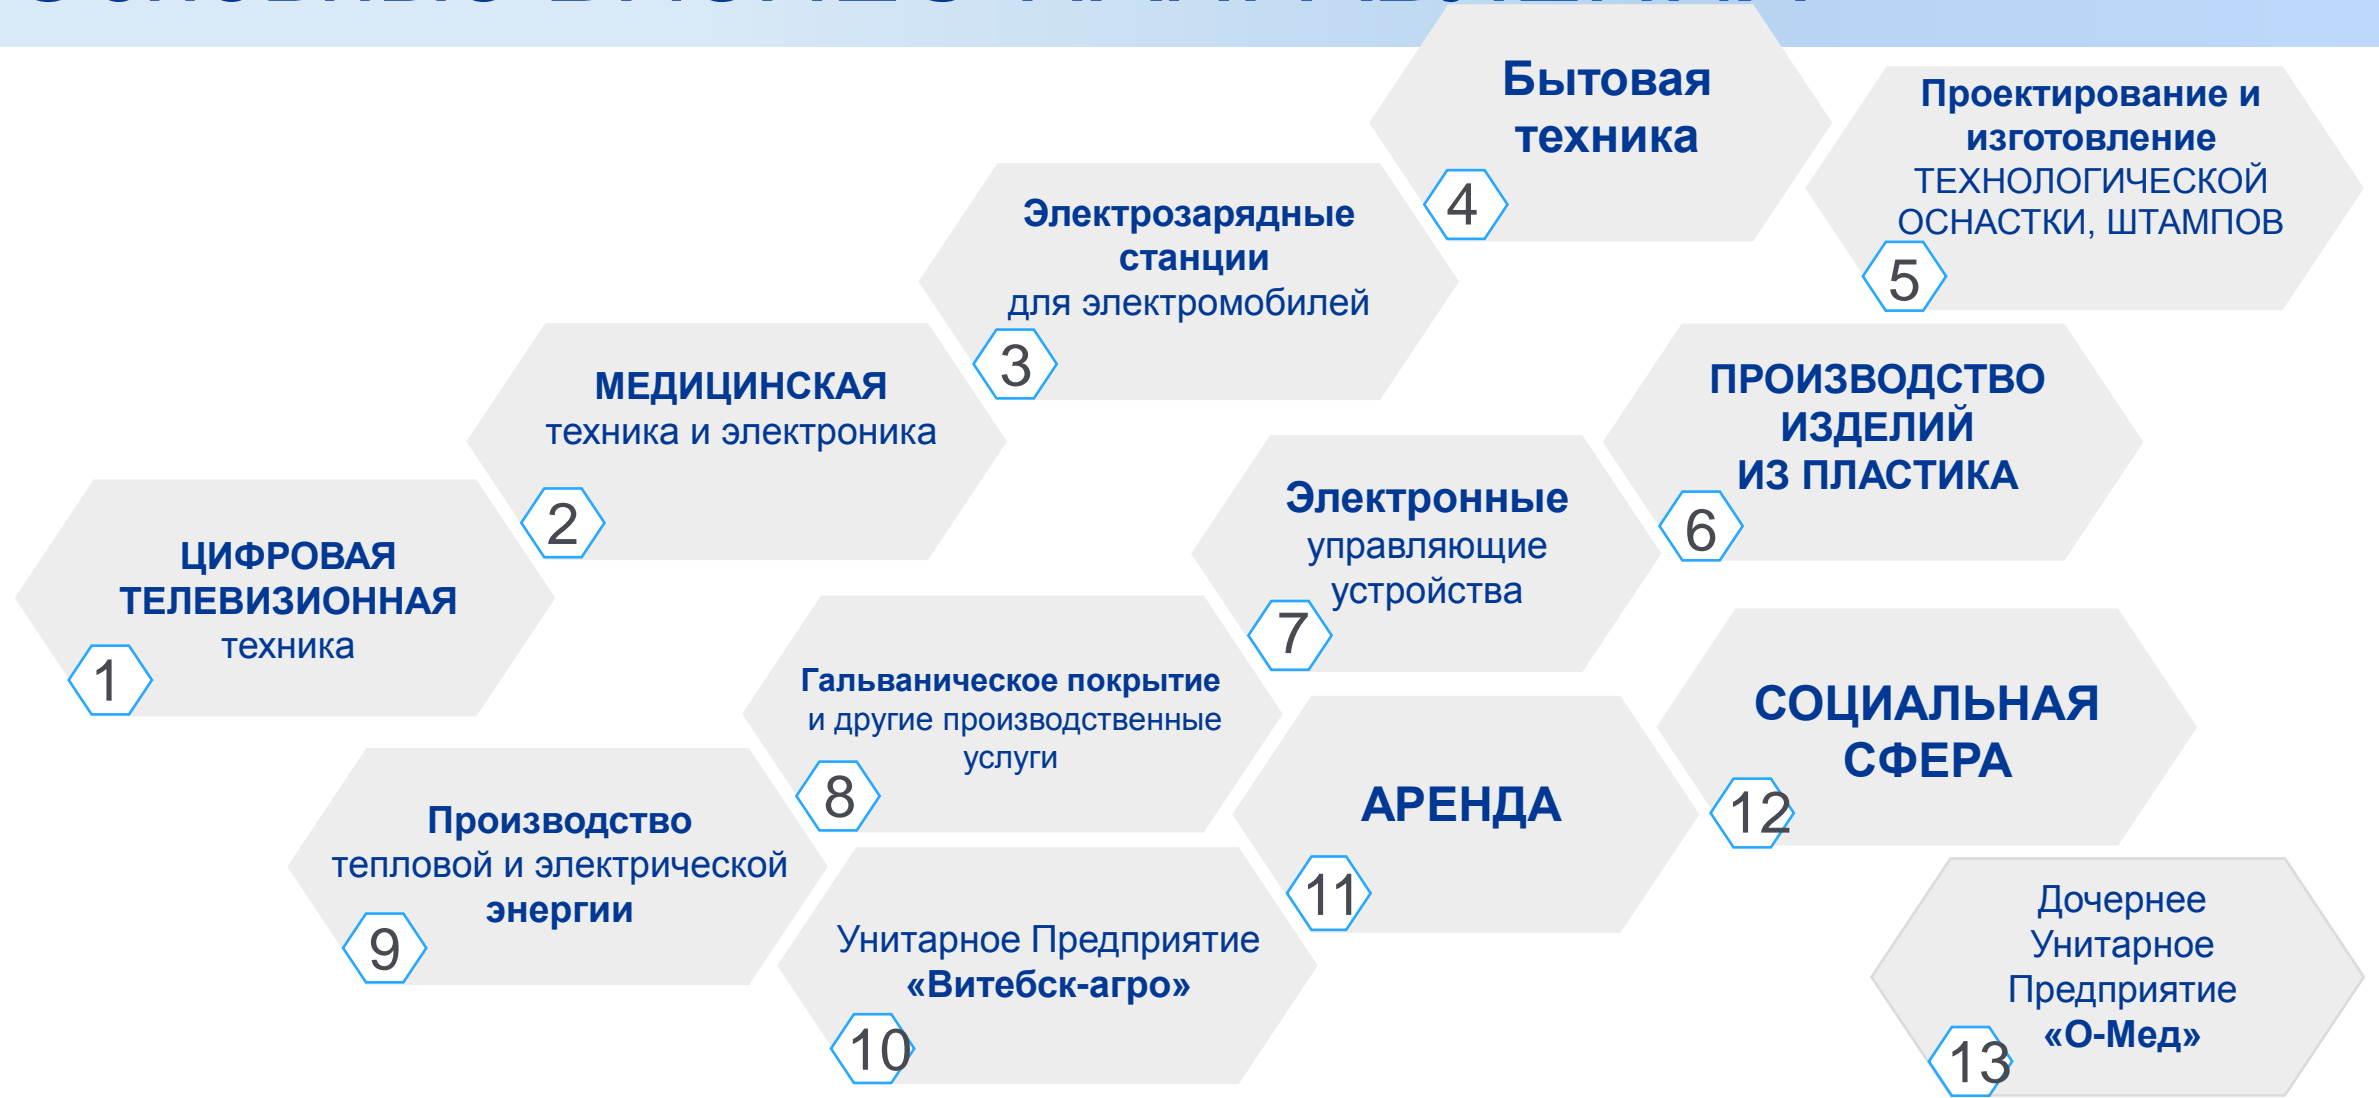 ЦИФРОВАЯ
ТЕЛЕВИЗИОННАЯ
техника
1
МЕДИЦИНСКАЯ
техника и электроника
2
Электрозарядные
станции
для электромобилей
3
Бытовая
техника
4
Проектирование и
изготовление
ТЕХНОЛОГИЧЕСКОЙ
ОСНАСТКИ, ШТАМПОВ
5
ПРОИЗВОДСТВО
ИЗДЕЛИЙ
ИЗ ПЛАСТИКА
6
Электронные
управляющие
устройства
7
Гальваническое покрытие
и другие производственные
услуги
8
Производство
тепловой и электрической
энергии
9
Унитарное Предприятие
«Витебск-агро»
10
АРЕНДА
11
СОЦИАЛЬНАЯ
СФЕРА
12
Дочернее
Унитарное
Предприятие
«О-Мед»
13